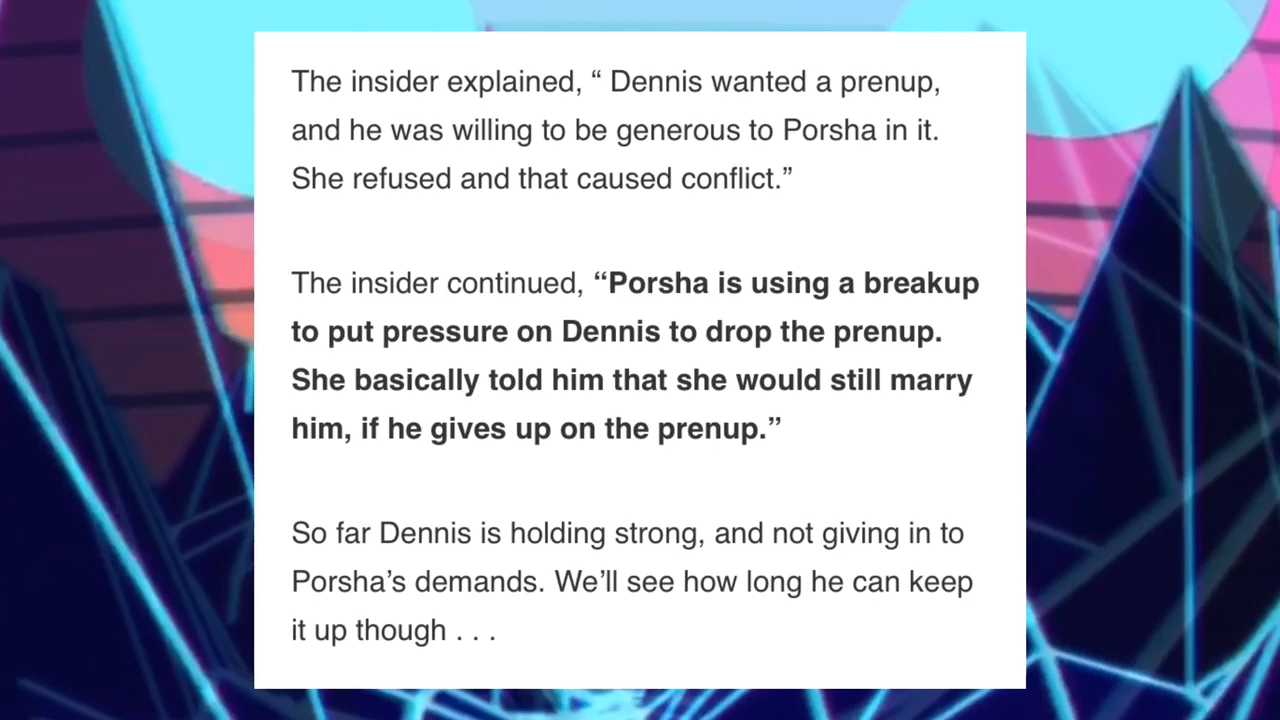 The insider explained, “ Dennis wanted a prenup,
and he was willing to be generous to Porsha in it.
She refused and that caused conflict.”
The insider continued, “Porsha is using a breakup
to put pressure on Dennis to drop the prenup.
She basically told him that she would still marry
him, if he gives up on the prenup.”
So far Dennis is holding strong, and not giving in to
Porsha’s demands. We’ll see how long he can keep
it up though . . .